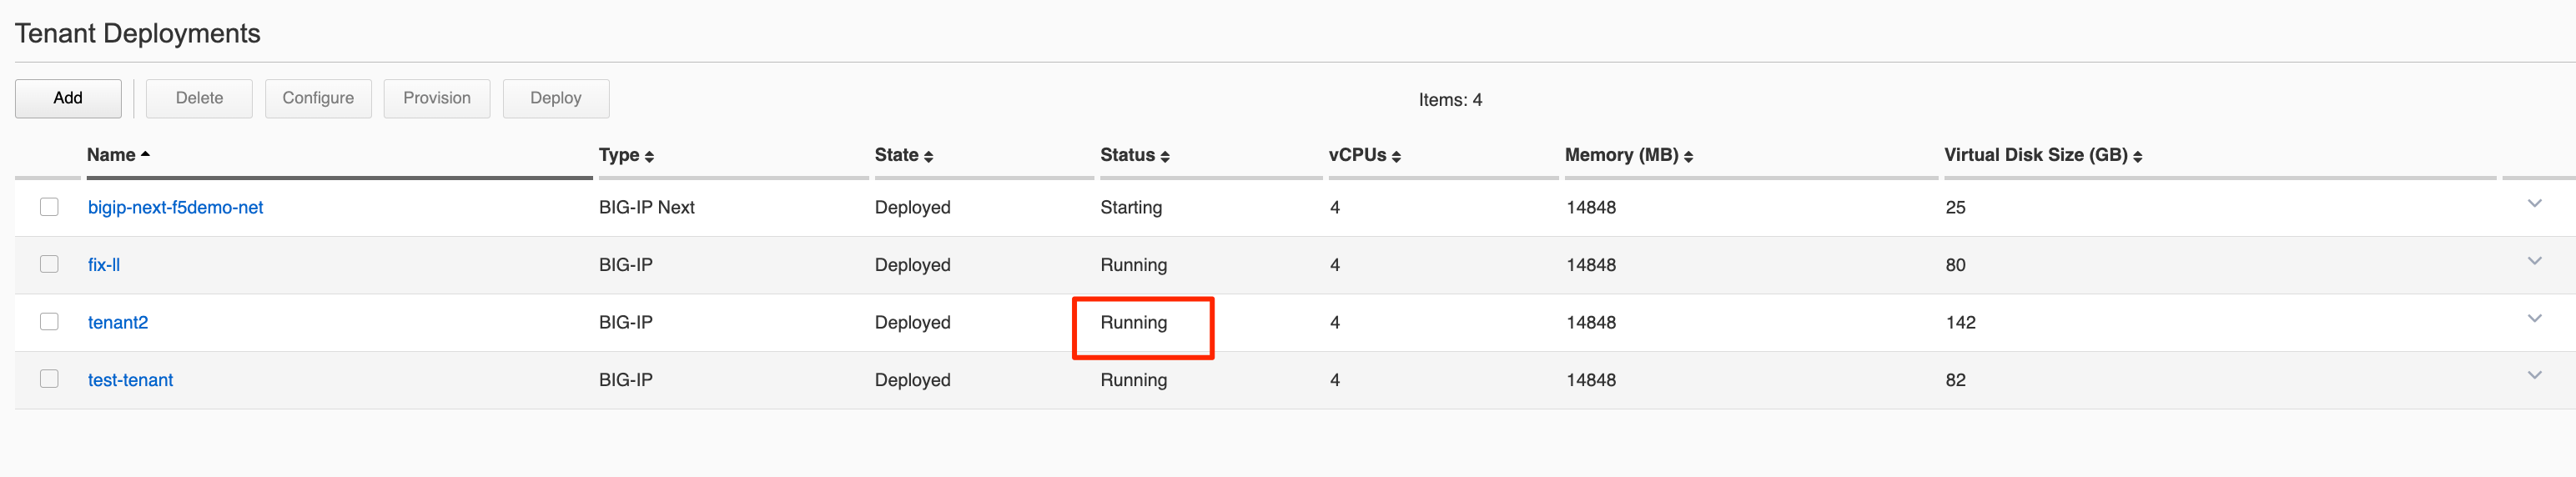 Tenant Deployments
Add Delete Configure Provision Deploy Items: 4
Name Type State Status vCPUs Memory (MB) Virtual Disk Size (GB)
bigip-next-f5demo-net BIG-IP Next Deployed Starting 4 14848 25
fix-ll BIG-IP Deployed Running 4 14848 80
tenant2 BIG-IP Deployed Running 4 14848 142
test-tenant BIG-IP Deployed Running 4 14848 82